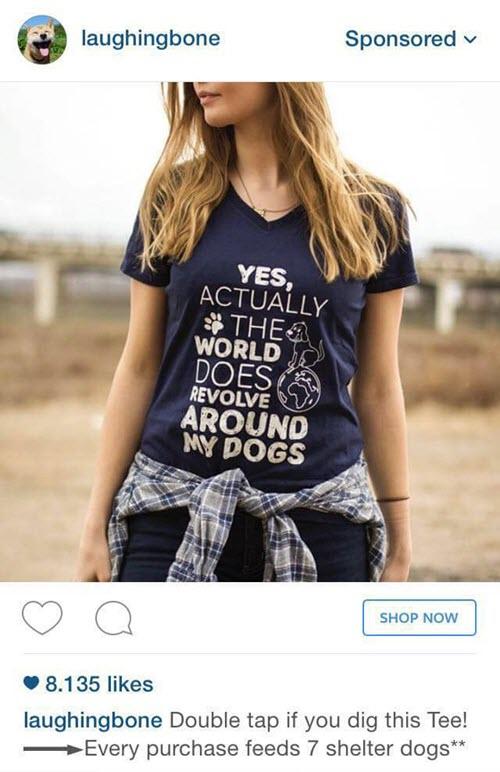 laughingbone
Sponsored
YES,
ACTUALLY
THE
WORLD
DOES
REVOLVE
AROUND
MY DOGS
SHOP NOW
8.135 likes
laughingbone Double tap if you dig this Tee!
Every purchase feeds 7 shelter dogs**